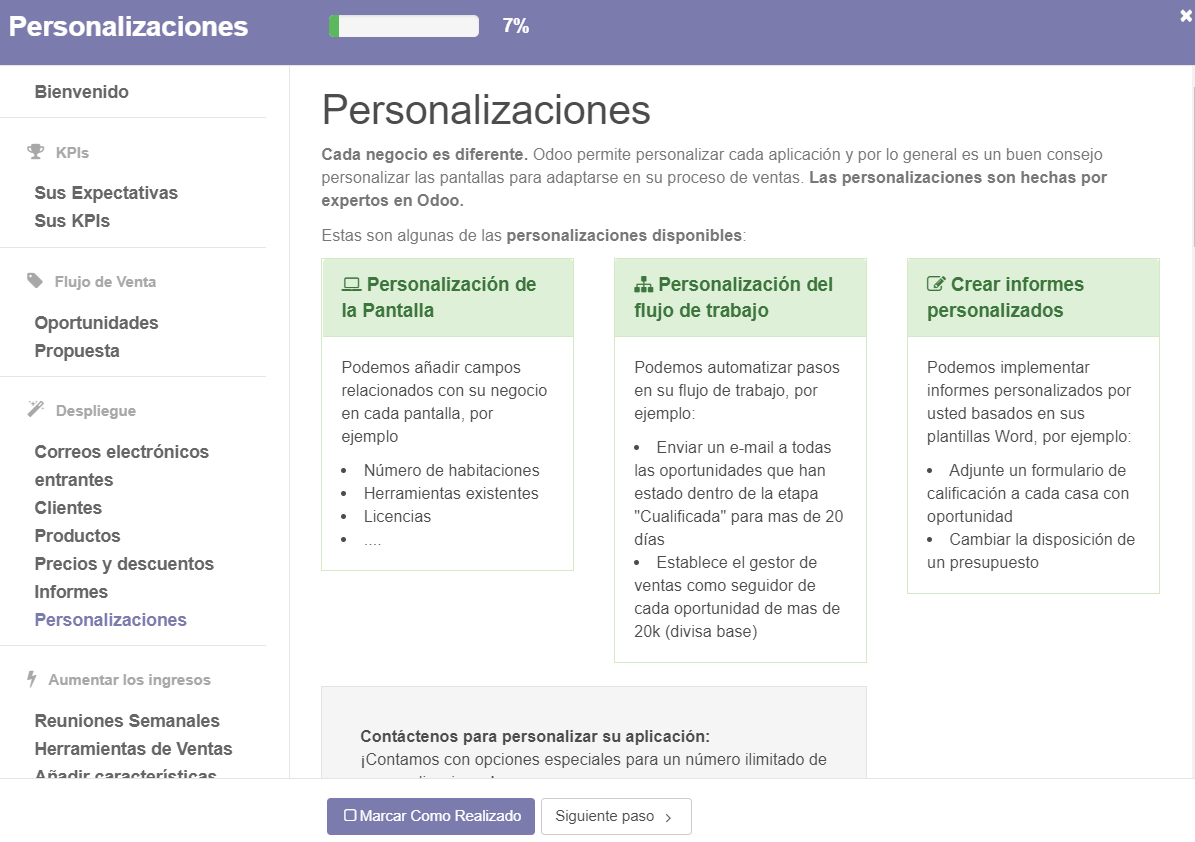 Personalizaciones
7%
Bienvenido
KPIs
Sus Expectativas
Sus KPIs
Flujo de Venta
Oportunidades
Propuesta
Despliegue
Correos electrónicos
entrantes
Clientes
Productos
Precios y descuentos
Informes
Personalizaciones
Aumentar los ingresos
Reuniones Semanales
Herramientas de Ventas
Añadir características
Personalizaciones
Cada negocio es diferente. Odoo permite personalizar cada aplicación y por lo general es un buen consejo
personalizar las pantallas para adaptarse en su proceso de ventas. Las personalizaciones son hechas por
expertos en Odoo.
Estas son algunas de las personalizaciones disponibles:
Personalización de
la Pantalla
Podemos añadir campos
relacionados con su negocio
en cada pantalla, por
ejemplo
• Número de habitaciones
• Herramientas existentes
• Licencias
• ....
Personalización del
flujo de trabajo
Podemos automatizar pasos
en su flujo de trabajo, por
ejemplo:
• Enviar un e-mail a todas
las oportunidades que han
estado dentro de la etapa
"Cualificada" para mas de 20
días
• Establece el gestor de
ventas como seguidor de
cada oportunidad de mas de
20k (divisa base)
Crear informes
personalizados
Podemos implementar
informes personalizados por
usted basados en sus
plantillas Word, por ejemplo:
• Adjunte un formulario de
calificación a cada casa con
oportunidad
• Cambiar la disposición de
un presupuesto
Contáctenos para personalizar su aplicación:
¡Contamos con opciones especiales para un número ilimitado de
Marcar Como Realizado
Siguiente paso